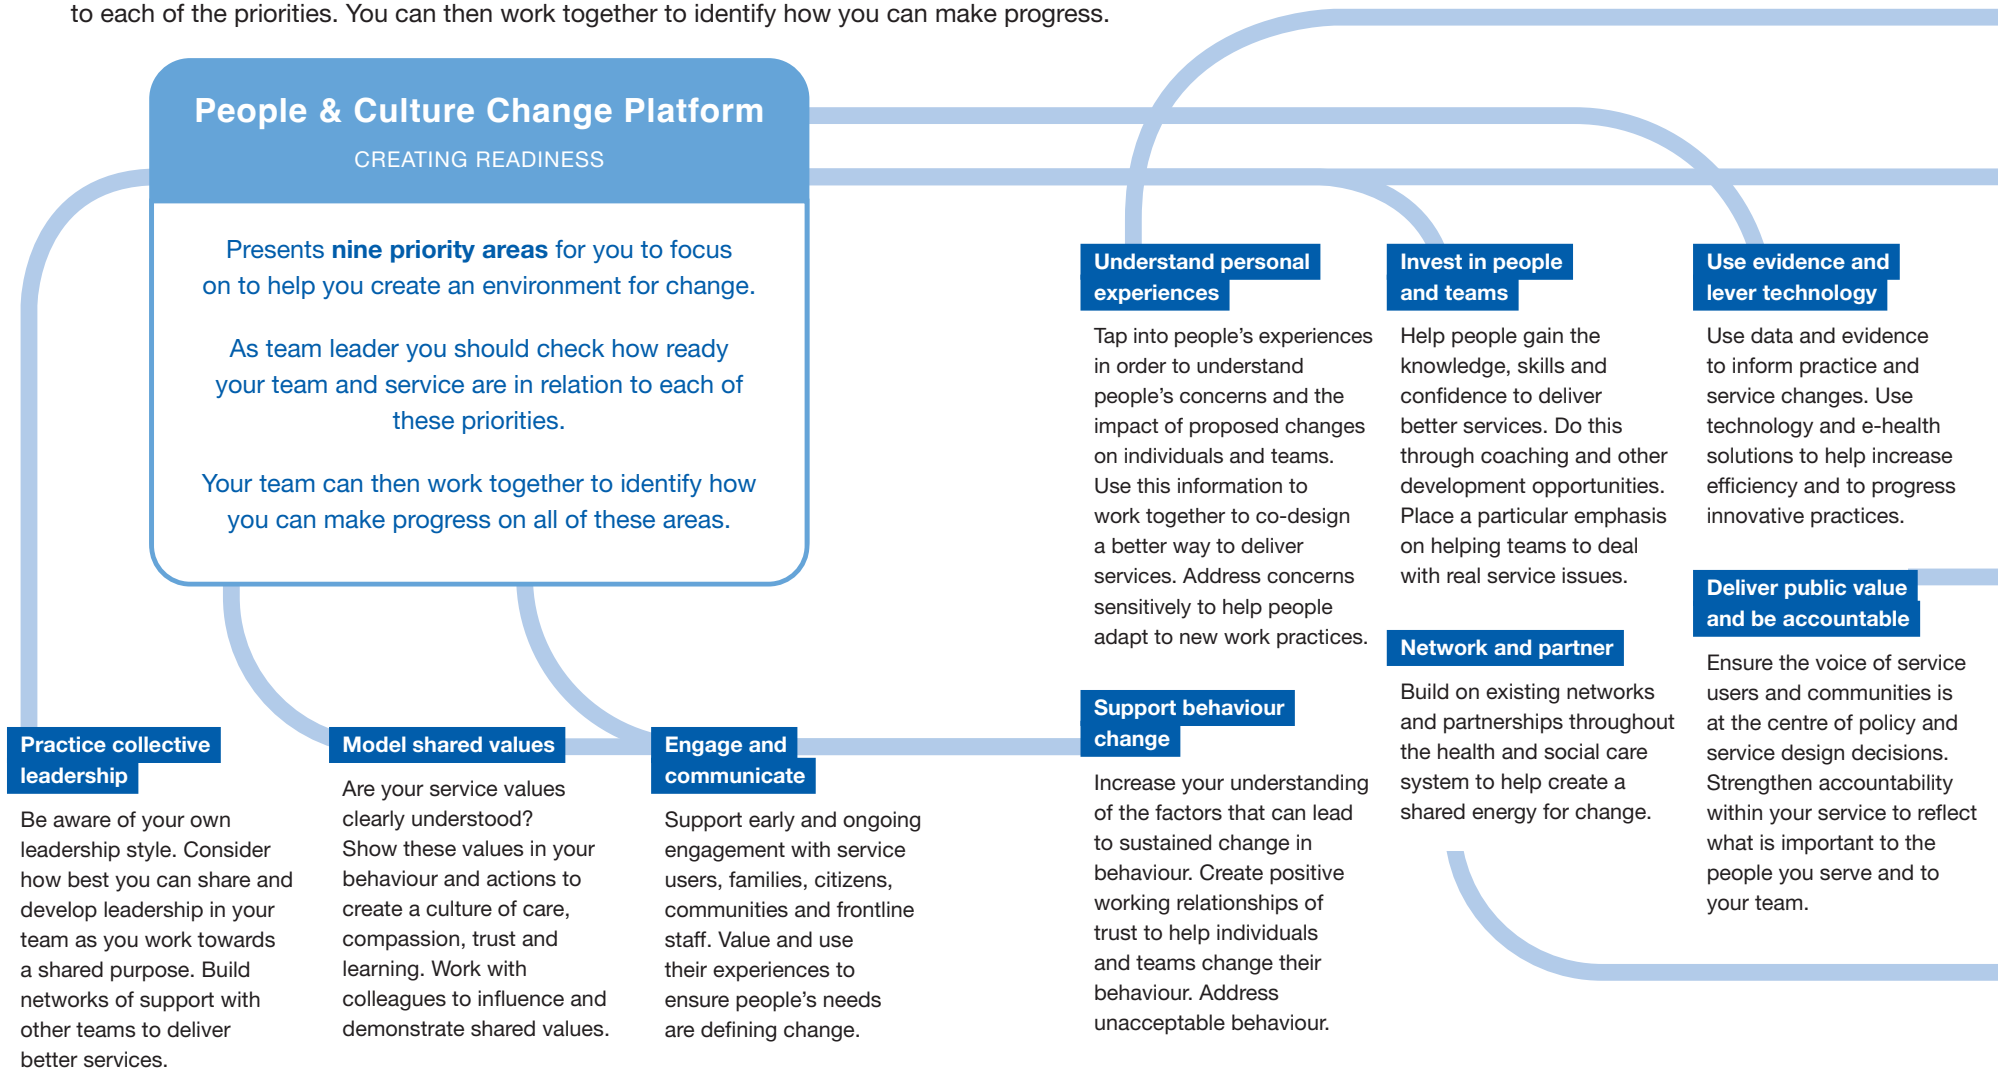 to each of the priorities. You can then work together to identify how you can make progress.
People & Culture Change Platform
CREATING READINESS
Presents nine priority areas for you to focus
on to help you create an environment for change.
As team leader you should check how ready
your team and service are in relation to each of
these priorities.
Your team can then work together to identify how
you can make progress on all of these areas.
Practice collective
leadership
Be aware of your own
leadership style. Consider
how best you can share and
develop leadership in your
team as you work towards
a shared purpose. Build
networks of support with
other teams to deliver
better services.
Model shared values
Are your service values
clearly understood?
Show these values in your
behaviour and actions to
create a culture of care,
compassion, trust and
learning. Work with
colleagues to influence and
demonstrate shared values.
Engage and
communicate
Support early and ongoing
engagement with service
users, families, citizens,
communities and frontline
staff. Value and use
their experiences to
ensure people’s needs
are defining change.
Understand personal
experiences
Tap into people’s experiences
in order to understand
people’s concerns and the
impact of proposed changes
on individuals and teams.
Use this information to
work together to co-design
a better way to deliver
services. Address concerns
sensitively to help people
adapt to new work practices.
Support behaviour
change
Increase your understanding
of the factors that can lead
to sustained change in
behaviour. Create positive
working relationships of
trust to help individuals
and teams change their
behaviour. Address
unacceptable behaviour.
Invest in people
and teams
Help people gain the
knowledge, skills and
confidence to deliver
better services. Do this
through coaching and other
development opportunities.
Place a particular emphasis
on helping teams to deal
with real service issues.
Network and partner
Build on existing networks
and partnerships throughout
the health and social care
system to help create a
shared energy for change.
Use evidence and
lever technology
Use data and evidence
to inform practice and
service changes. Use
technology and e-health
solutions to help increase
efficiency and to progress
innovative practices.
Deliver public value
and be accountable
Ensure the voice of service
users and communities is
at the centre of policy and
service design decisions.
Strengthen accountability
within your service to reflect
what is important to the
people you serve and to
your team.